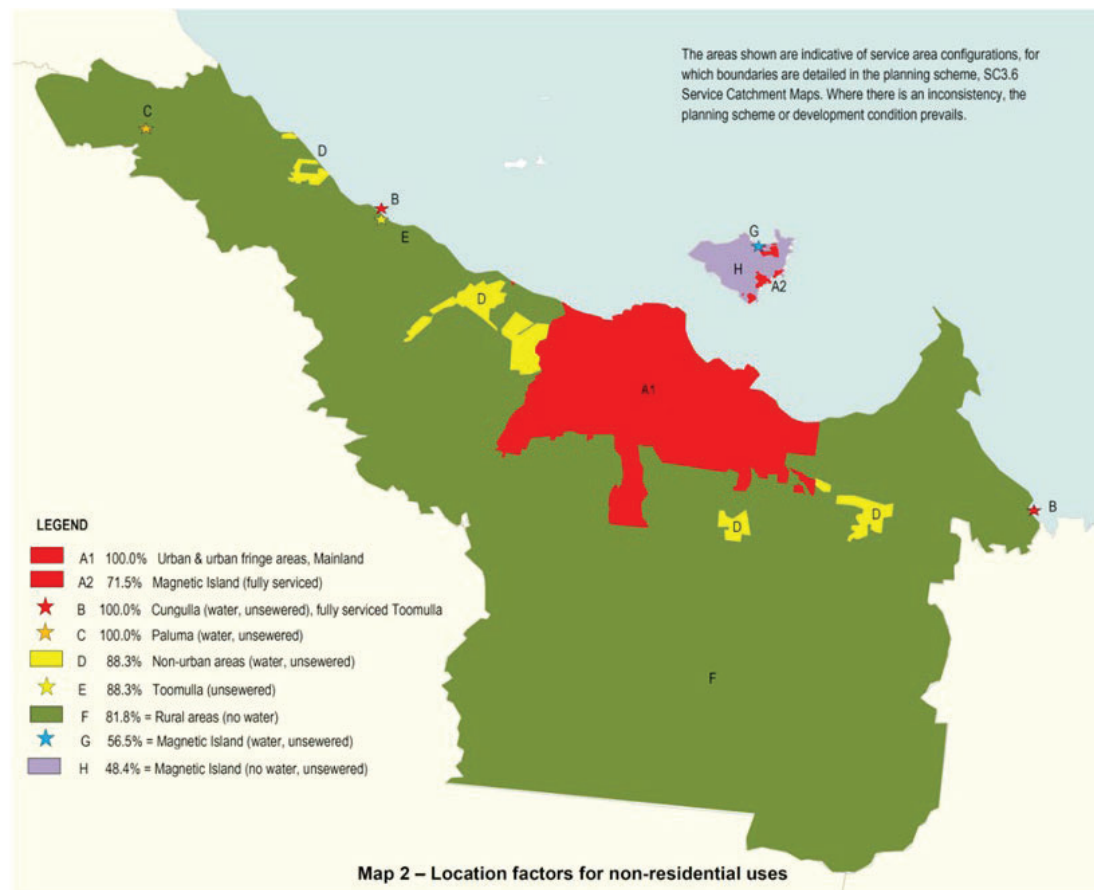 The areas shown are indicative of service area configurations, for
which boundaries are detailed in the planning scheme, SC3.6
Service Catchment Maps. Where there is an inconsistency, the
planning scheme or development condition prevails.
C
D
B
E
G
H
A2
D
A1
B
D
D
F
LEGEND
A1 100.0% Urban & urban fringe areas, Mainland
A2 71.5% Magnetic Island (fully serviced)
B 100.0% Cungulla (water, unsewered), fully serviced Toomulla
C 100.0% Paluma (water, unsewered)
D 88.3% Non-urban areas (water, unsewered)
E 88.3% Toomulla (unsewered)
F 81.8% = Rural areas (no water)
G 56.5% = Magnetic Island (water, unsewered)
H 48.4% = Magnetic Island (no water, unsewered)
Map 2 – Location factors for non-residential uses